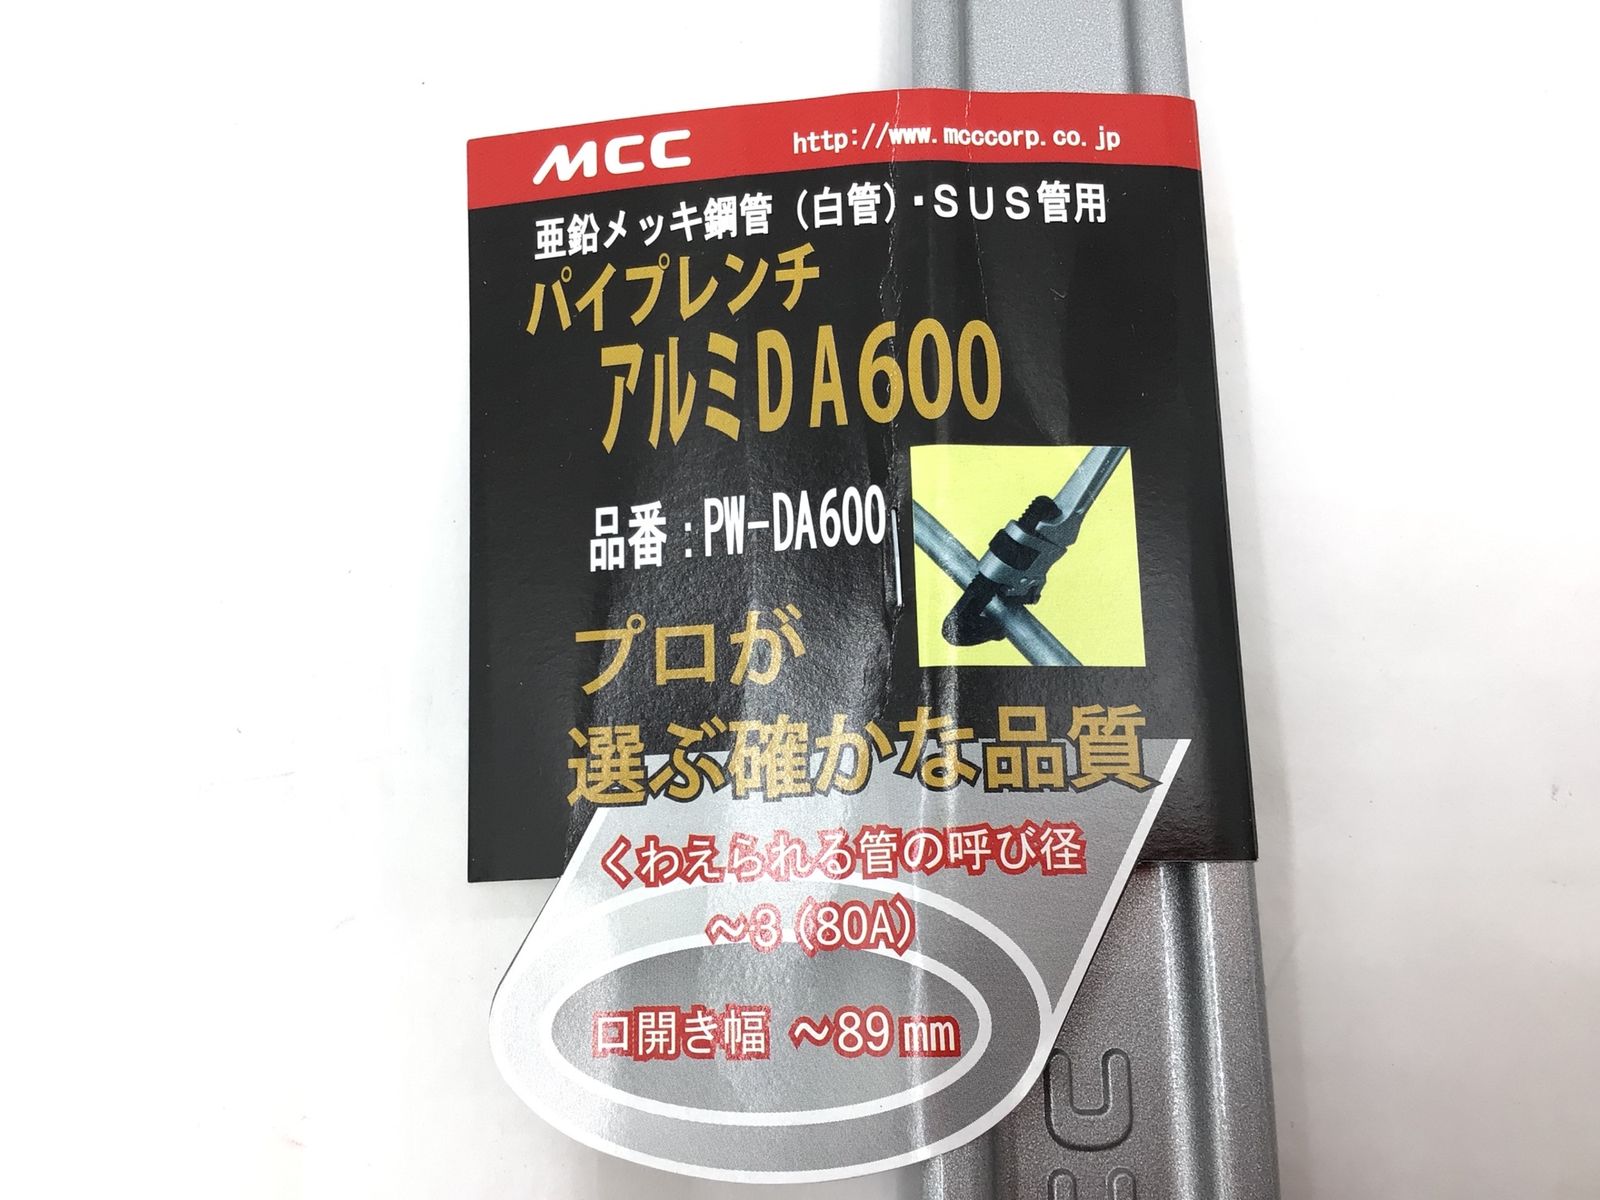 MCC
http://www.mcccorp.co.jp
亜鉛メッキ鋼管（白管）・SUS管用
パイプレンチ
アルミDA600
品番：PW-DA600
プロが
選ぶ確かな品質
くわえられる管の呼び径
～3（80A）
口開き幅 ～89mm